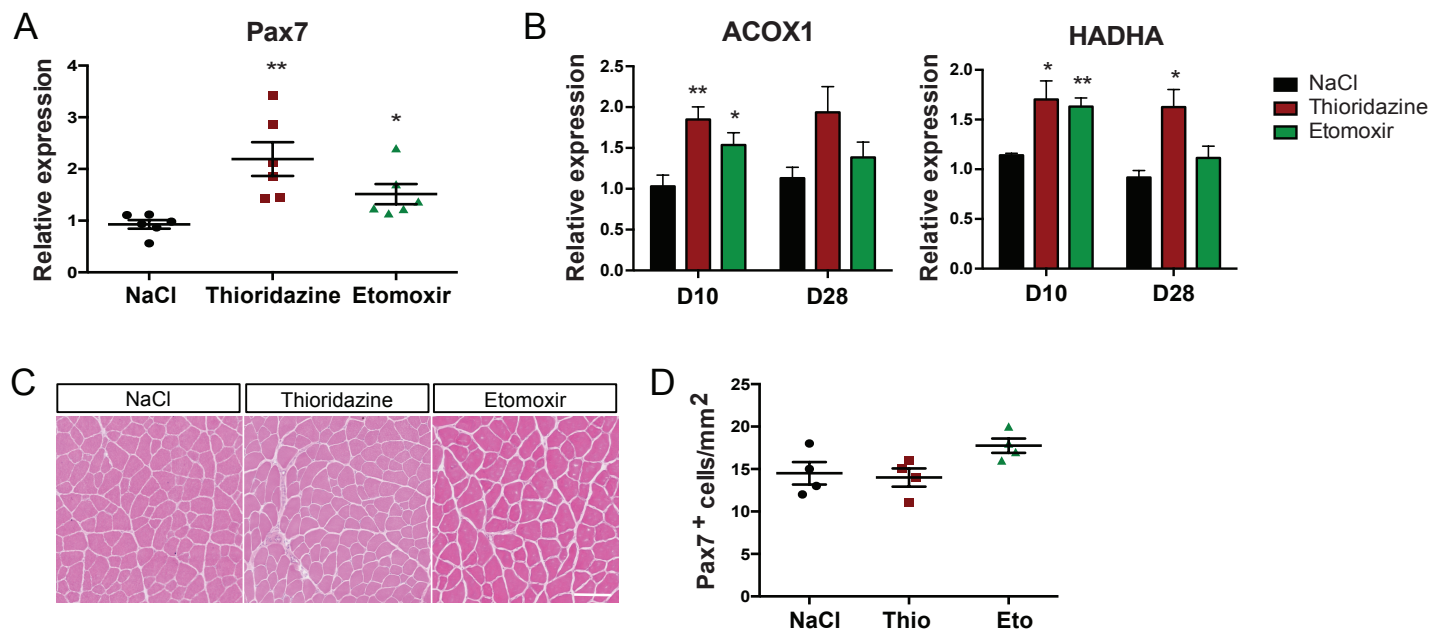 A
Pax7
Relative expression
4
3
2
1
0
**
*
NaCl
Thioridazine
Etomoxir
B
ACOX1
Relative expression
2.5
2.0
1.5
1.0
0.0
**
*
D10
D28
HADHA
Relative expression
2.0
1.5
1.0
0.5
0.0
*
**
*
D10
D28
NaCl
Thioridazine
Etomoxir
C
NaCl
Thioridazine
Etomoxir
D
Pax7+ cells/mm2
25
20
15
10
5
0
NaCl
Thio
Eto